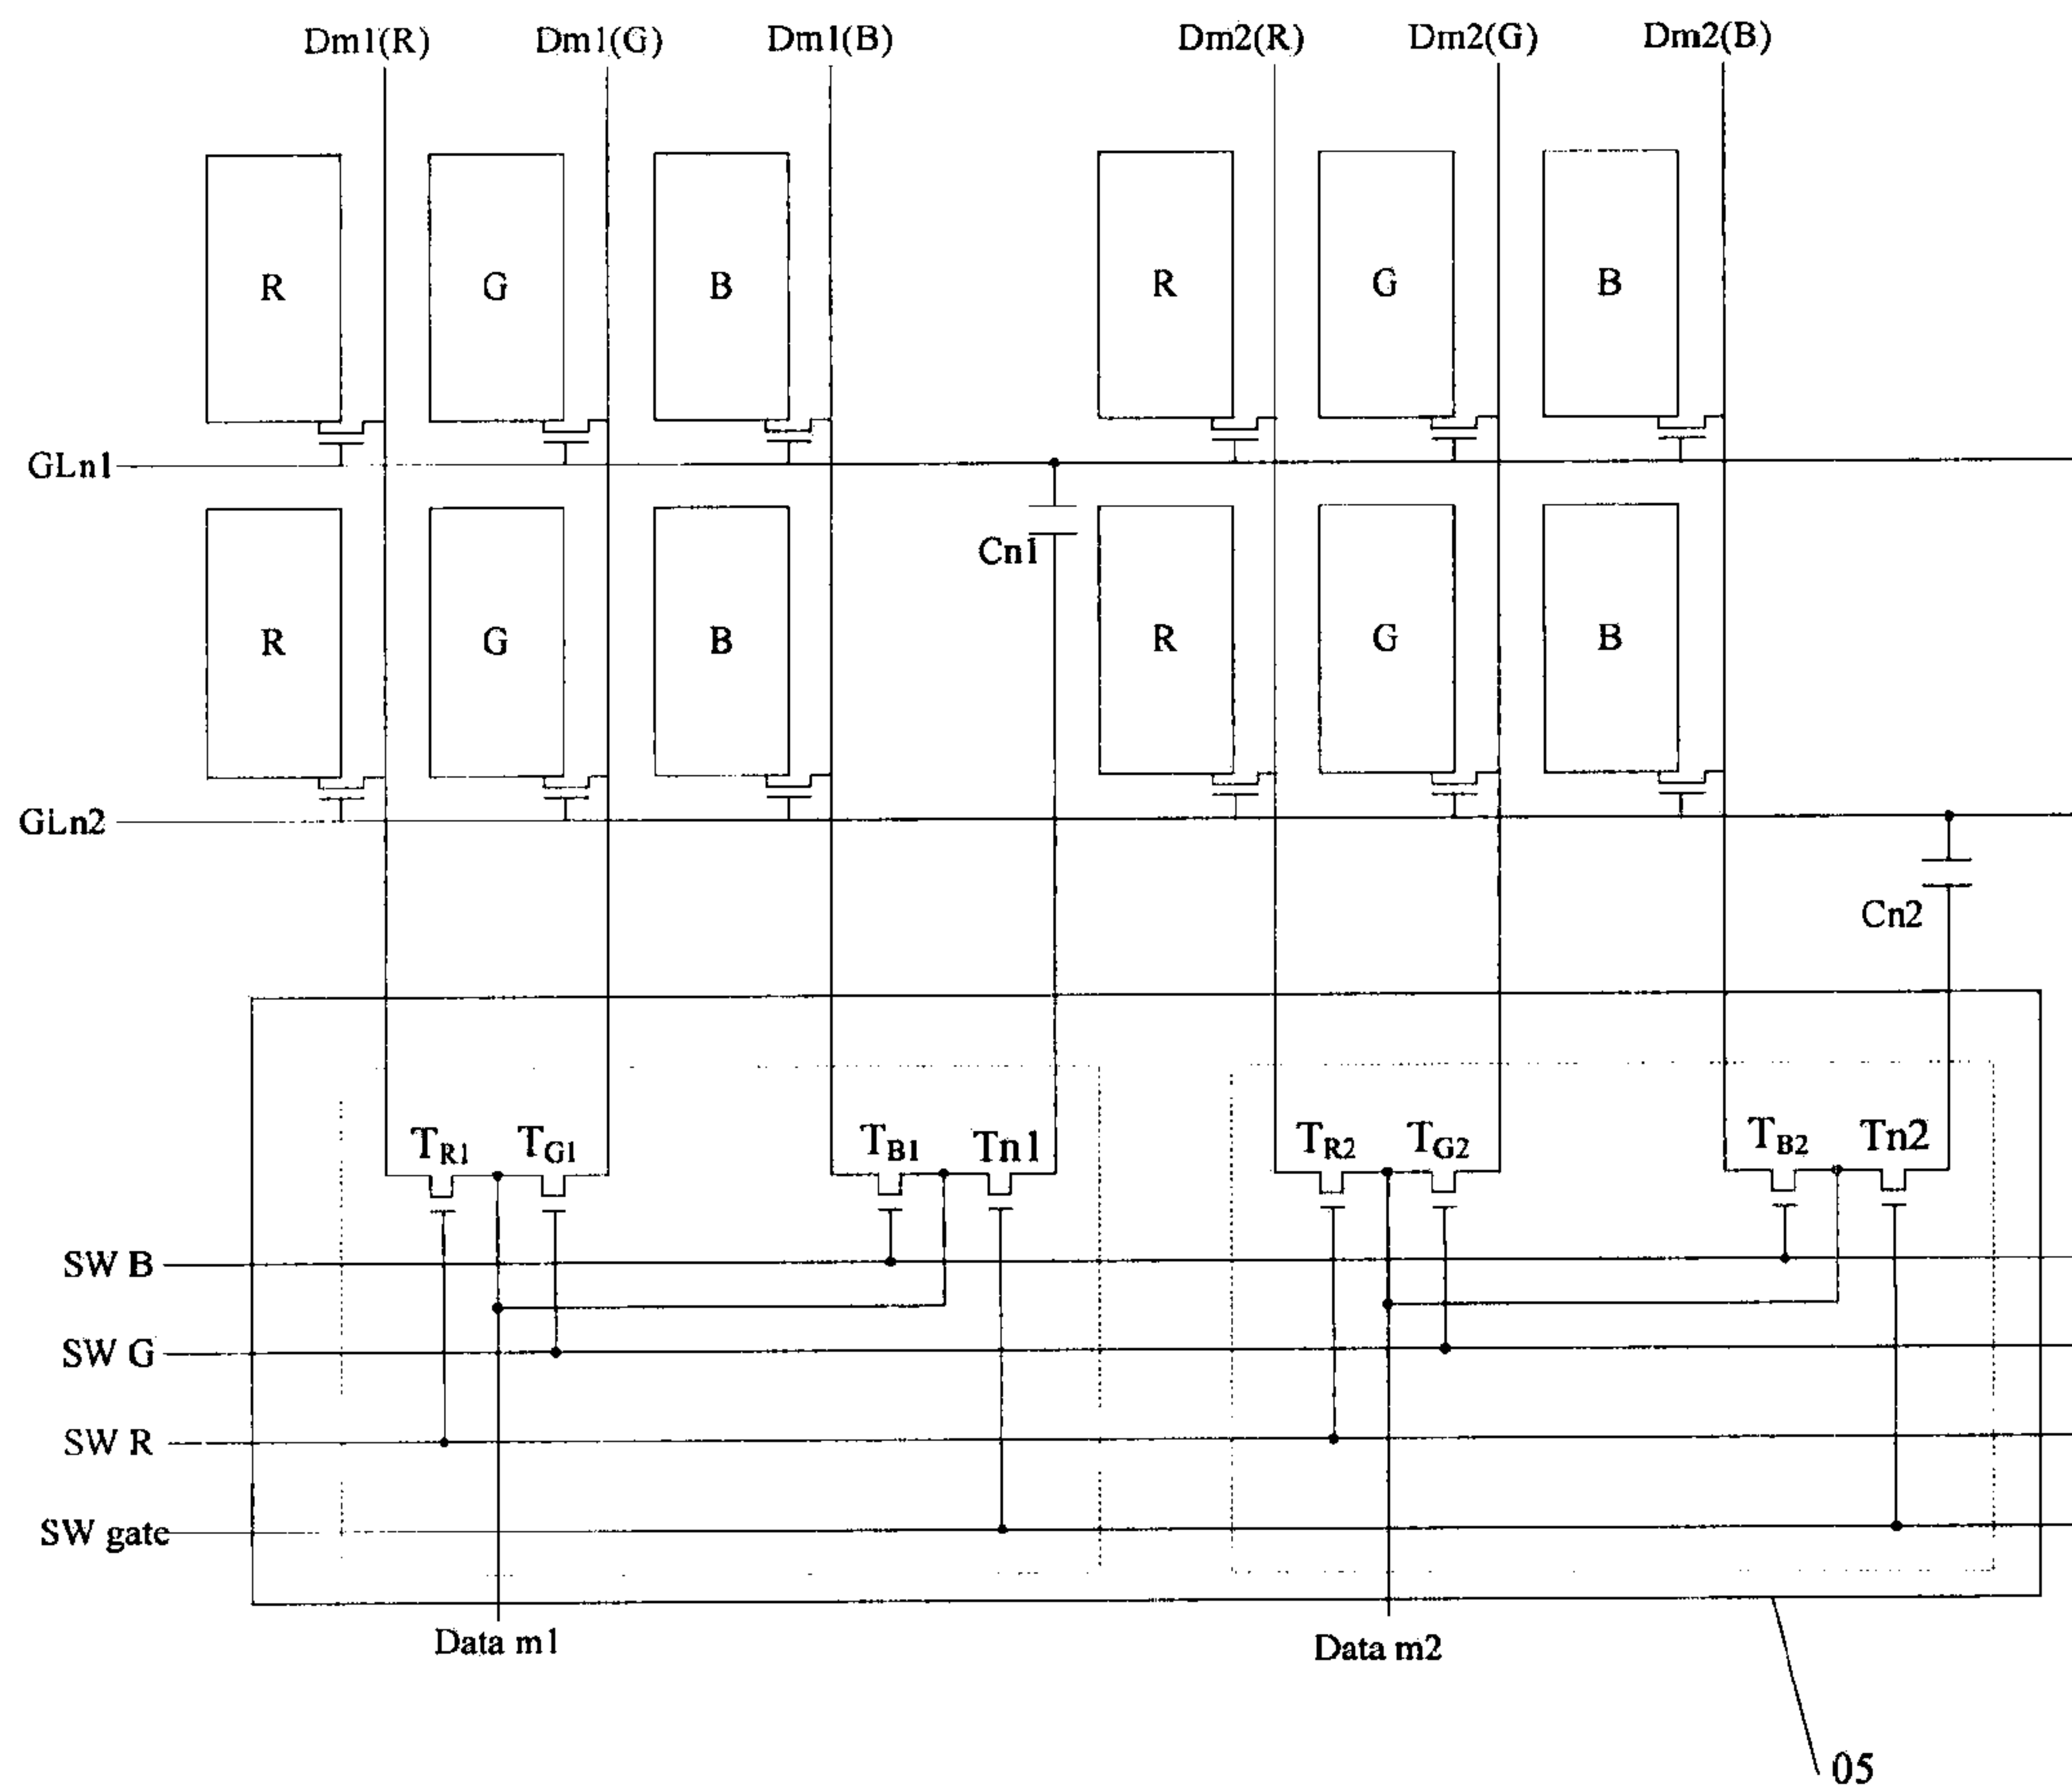 Dm1(R) Dm1(G) Dm1(B) Dm2(R) Dm2(G) Dm2(B)
R G B R G B
GLn1
Cn1
R G B R G B
GLn2
Cn2
TR1 TG1 TB1 Tn1 TR2 TG2 TB2 Tn2
SW B
SW G
SW R
SW gate
Data m1 Data m2
05